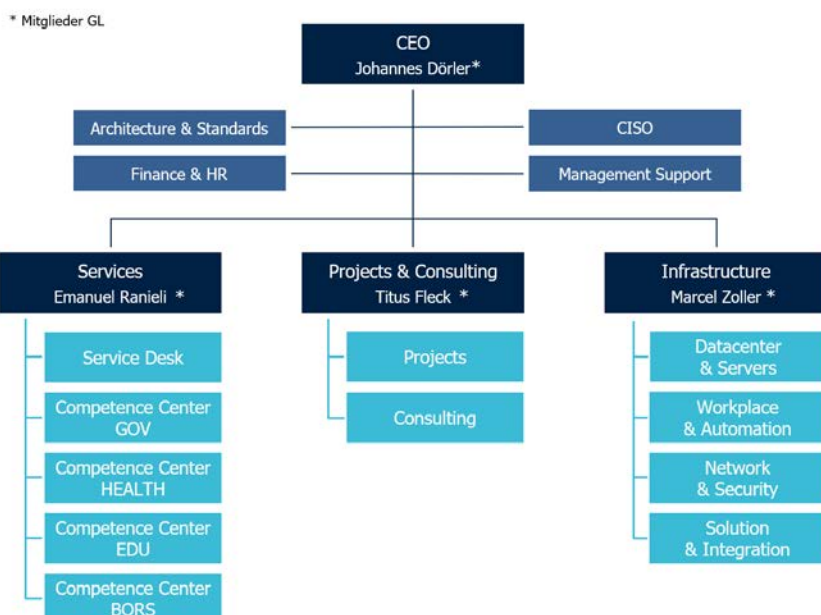 * Mitglieder GL
CEO
Johannes Dörler*
Architecture & Standards
CISO
Finance & HR
Management Support
Services
Emanuel Ranieli *
Projects & Consulting
Titus Fleck *
Infrastructure
Marcel Zoller *
Service Desk
Competence Center
GOV
Competence Center
HEALTH
Competence Center
EDU
Competence Center
BORS
Projects
Consulting
Datacenter
& Servers
Workplace
& Automation
Network
& Security
Solution
& Integration